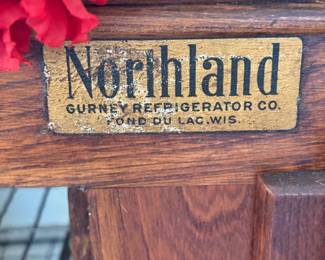 Northland
GURNEY REFRIGERATOR CO.
FOND DU LAC, WIS.